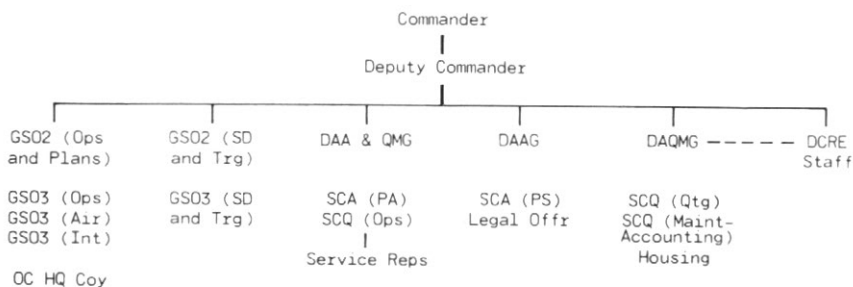 Commander
Deputy Commander
GSO2 (Ops and Plans)
GSO3 (Ops)
GSO3 (Air)
GSO3 (Int)
OC HQ Coy
GSO2 (SD and Trg)
GSO3 (SD and Trg)
DAA & QMG
SCA (PA)
SCQ (Ops)
Service Reps
DAAG
SCA (PS)
Legal Offr
DAQMG
SCQ (Qtg)
SCQ (Maint-
Accounting)
Housing
DCRE
Staff